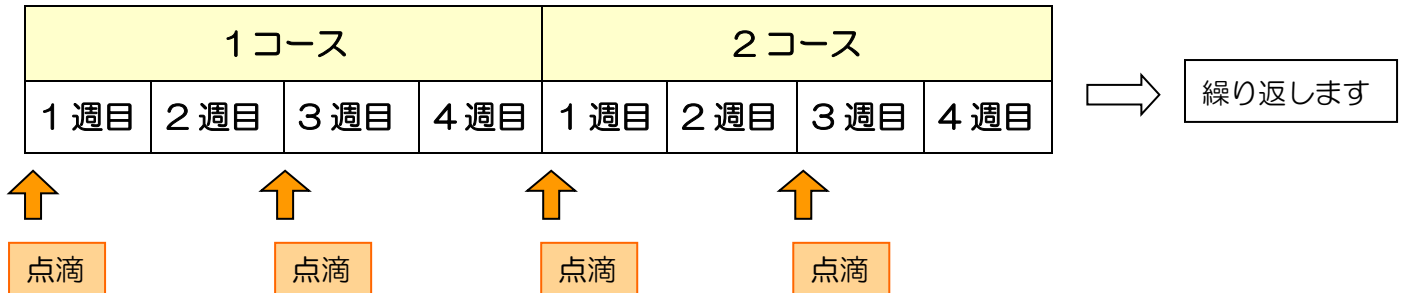 １コース ２コース
１週目 ２週目 ３週目 ４週目 １週目 ２週目 ３週目 ４週目
繰り返します
点滴 点滴 点滴 点滴